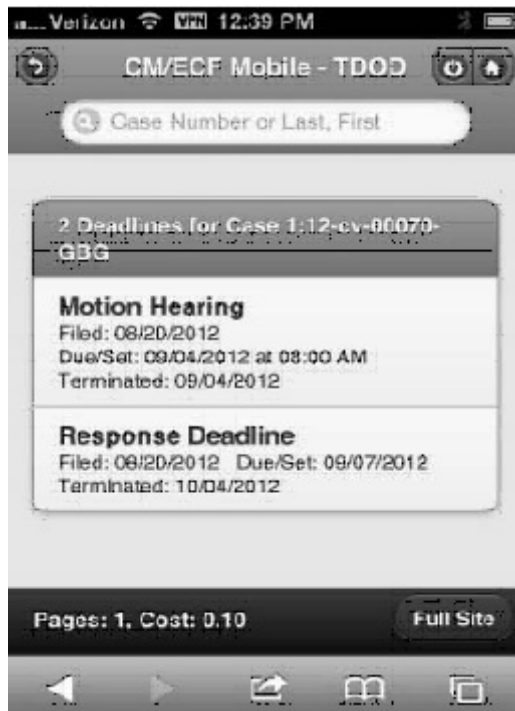 Verizon VPN 12:39 PM
CM/ECF Mobile - TDOD
Case Number or Last, First
2 Deadlines for Case 1:12-cv-00070-
GBG
Motion Hearing
Filed: 08/20/2012
Due/Set: 09/04/2012 at 08:00 AM
Terminated: 09/04/2012
Response Deadline
Filed: 08/20/2012 Due/Set: 09/07/2012
Terminated: 10/04/2012
Pages: 1, Cost: 0.10
Full Site